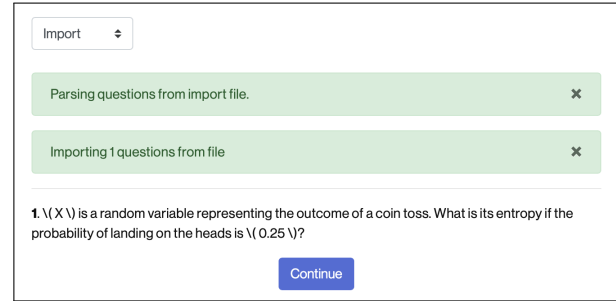 Import
Parsing questions from import file.
Importing 1 questions from file
1. \( X \) is a random variable representing the outcome of a coin toss. What is its entropy if the
probability of landing on the heads is \( 0.25 \)?
Continue